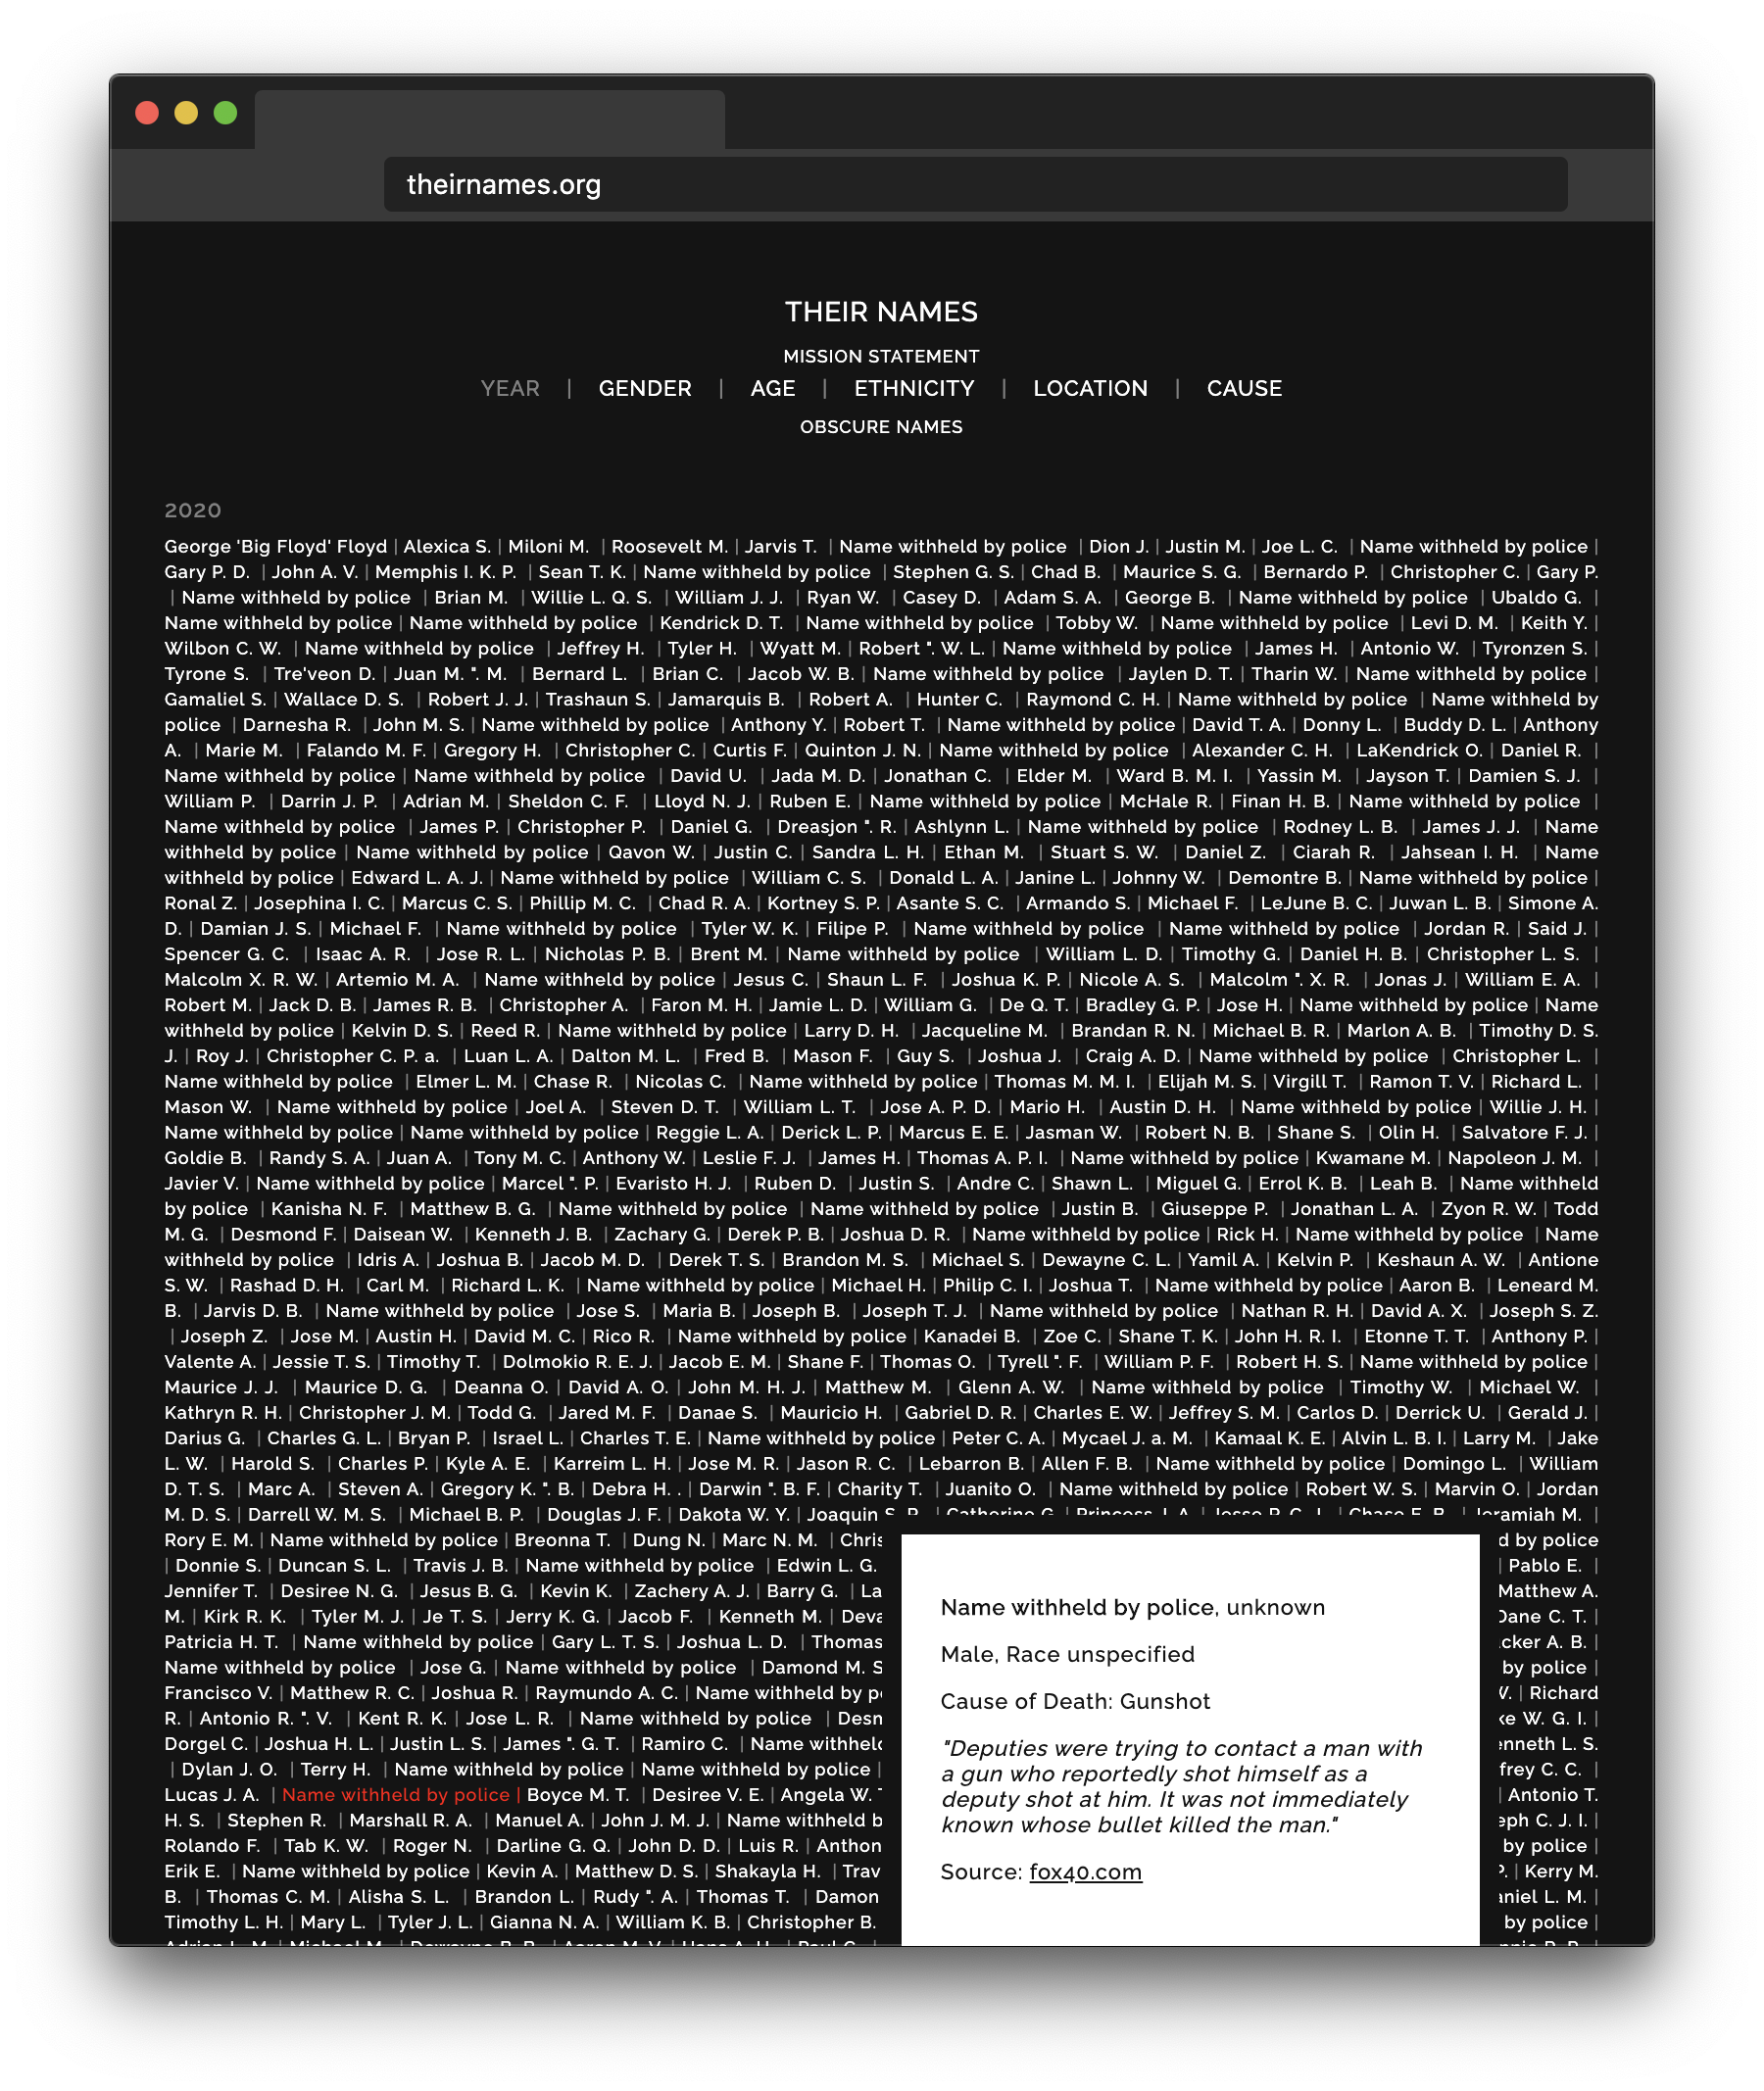 theirnames.org
THEIR NAMES
MISSION STATEMENT
YEAR | GENDER | AGE | ETHNICITY | LOCATION | CAUSE
OBSCURE NAMES
2020
George 'Big Floyd' Floyd | Alexica S. | Miloni M. | Roosevelt M. | Jarvis T. | Name withheld by police | Dion J. | Justin M. | Joe L. C. | Name withheld by police |
Gary P. D. | John A. V. | Memphis I. K. P. | Sean T. K. | Name withheld by police | Stephen G. S. | Chad B. | Maurice S. G. | Bernardo P. | Christopher C. | Gary P.
| Name withheld by police | Brian M. | Willie L. Q. S. | William J. J. | Ryan W. | Casey D. | Adam S. A. | George B. | Name withheld by police | Ubaldo G. |
Name withheld by police | Name withheld by police | Kendrick D. T. | Name withheld by police | Tobby W. | Name withheld by police | Levi D. M. | Keith Y. |
Wilbon C. W. | Name withheld by police | Jeffrey H. | Tyler H. | Wyatt M. | Robert ". W. L. | Name withheld by police | James H. | Antonio W. | Tyronzen S. |
Tyrone S. | Tre'veon D. | Juan M. ". M. | Bernard L. | Brian C. | Jacob W. B. | Name withheld by police | Jaylen D. T. | Tharin W. | Name withheld by police |
Gamaliel S. | Wallace D. S. | Robert J. J. | Trashaun S. | Jamarquis B. | Robert A. | Hunter C. | Raymond C. H. | Name withheld by police | Name withheld by
police | Darnesha R. | John M. S. | Name withheld by police | Anthony Y. | Robert T. | Name withheld by police | David T. A. | Donny L. | Buddy D. L. | Anthony
A. | Marie M. | Falando M. F. | Gregory H. | Christopher C. | Curtis F. | Quinton J. N. | Name withheld by police | Alexander C. H. | LaKendrick O. | Daniel R. |
Name withheld by police | Name withheld by police | David U. | Jada M. D. | Jonathan C. | Elder M. | Ward B. M. I. | Yassin M. | Jayson T. | Damien S. J. |
William P. | Darrin J. P. | Adrian M. | Sheldon C. F. | Lloyd N. J. | Ruben E. | Name withheld by police | McHale R. | Finan H. B. | Name withheld by police |
Name withheld by police | James P. | Christopher P. | Daniel G. | Dreasjon ". R. | Ashlynn L. | Name withheld by police | Rodney L. B. | James J. J. | Name
withheld by police | Name withheld by police | Qavon W. | Justin C. | Sandra L. H. | Ethan M. | Stuart S. W. | Daniel Z. | Ciarah R. | Jahsean I. H. | Name
withheld by police | Edward L. A. J. | Name withheld by police | William C. S. | Donald L. A. | Janine L. | Johnny W. | Demontre B. | Name withheld by police |
Ronal Z. | Josephina I. C. | Marcus C. S. | Phillip M. C. | Chad R. A. | Kortney S. P. | Asante S. C. | Armando S. | Michael F. | LeJune B. C. | Juwan L. B. | Simone A.
D. | Damian J. S. | Michael F. | Name withheld by police | Tyler W. K. | Filipe P. | Name withheld by police | Name withheld by police | Jordan R. | Said J. |
Spencer G. C. | Isaac A. R. | Jose R. L. | Nicholas P. B. | Brent M. | Name withheld by police | William L. D. | Timothy G. | Daniel H. B. | Christopher L. S. |
Malcolm X. R. W. | Artemio M. A. | Name withheld by police | Jesus C. | Shaun L. F. | Joshua K. P. | Nicole A. S. | Malcolm ". X. R. | Jonas J. | William E. A. |
Robert M. | Jack D. B. | James R. B. | Christopher A. | Faron M. H. | Jamie L. D. | William G. | De Q. T. | Bradley G. P. | Jose H. | Name withheld by police | Name
withheld by police | Kelvin D. S. | Reed R. | Name withheld by police | Larry D. H. | Jacqueline M. | Brandan R. N. | Michael B. R. | Marlon A. B. | Timothy D. S.
J. | Roy J. | Christopher C. P. a. | Luan L. A. | Dalton M. L. | Fred B. | Mason F. | Guy S. | Joshua J. | Craig A. D. | Name withheld by police | Christopher L. |
Name withheld by police | Elmer L. M. | Chase R. | Nicolas C. | Name withheld by police | Thomas M. M. I. | Elijah M. S. | Virgill T. | Ramon T. V. | Richard L. |
Mason W. | Name withheld by police | Joel A. | Steven D. T. | William L. T. | Jose A. P. D. | Mario H. | Austin D. H. | Name withheld by police | Willie J. H. |
Name withheld by police | Name withheld by police | Reggie L. A. | Derick L. P. | Marcus E. E. | Jasman W. | Robert N. B. | Shane S. | Olin H. | Salvatore F. J. |
Goldie B. | Randy S. A. | Juan A. | Tony M. C. | Anthony W. | Leslie F. J. | James H. | Thomas A. P. I. | Name withheld by police | Kwamane M. | Napoleon J. M. |
Javier V. | Name withheld by police | Marcel ". P. | Evaristo H. J. | Ruben D. | Justin S. | Andre C. | Shawn L. | Miguel G. | Errol K. B. | Leah B. | Name withheld
by police | Kanisha N. F. | Matthew B. G. | Name withheld by police | Name withheld by police | Justin B. | Giuseppe P. | Jonathan L. A. | Zyon R. W. | Todd
M. G. | Desmond F. | Daisean W. | Kenneth J. B. | Zachary G. | Derek P. B. | Joshua D. R. | Name withheld by police | Rick H. | Name withheld by police | Name
withheld by police | Idris A. | Joshua B. | Jacob M. D. | Derek T. S. | Brandon M. S. | Michael S. | Dewayne C. L. | Yamil A. | Kelvin P. | Keshaun A. W. | Antione
S. W. | Rashad D. H. | Carl M. | Richard L. K. | Name withheld by police | Michael H. | Philip C. I. | Joshua T. | Name withheld by police | Aaron B. | Leneard M.
B. | Jarvis D. B. | Name withheld by police | Jose S. | Maria B. | Joseph B. | Joseph T. J. | Name withheld by police | Nathan R. H. | David A. X. | Joseph S. Z.
| Joseph Z. | Jose M. | Austin H. | David M. C. | Rico R. | Name withheld by police | Kanadei B. | Zoe C. | Shane T. K. | John H. R. I. | Etonne T. T. | Anthony P. |
Valente A. | Jessie T. S. | Timothy T. | Dolmokio R. E. J. | Jacob E. M. | Shane F. | Thomas O. | Tyrell ". F. | William P. F. | Robert H. S. | Name withheld by police |
Maurice J. J. | Maurice D. G. | Deanna O. | David A. O. | John M. H. J. | Matthew M. | Glenn A. W. | Name withheld by police | Timothy W. | Michael W. |
Kathryn R. H. | Christopher J. M. | Todd G. | Jared M. F. | Danae S. | Mauricio H. | Gabriel D. R. | Charles E. W. | Jeffrey S. M. | Carlos D. | Derrick U. | Gerald J. |
Darius G. | Charles G. L. | Bryan P. | Israel L. | Charles T. E. | Name withheld by police | Peter C. A. | Mycael J. a. M. | Kamaal K. E. | Alvin L. B. I. | Larry M. | Jake
L. W. | Harold S. | Charles P. | Kyle A. E. | Karreim L. H. | Jose M. R. | Jason R. C. | Lebarron B. | Allen F. B. | Name withheld by police | Domingo L. | William
D. T. S. | Marc A. | Steven A. | Gregory K. ". B. | Debra H. . | Darwin ". B. F. | Charity T. | Juanito O. | Name withheld by police | Robert W. S. | Marvin O. | Jordan
M. D. S. | Darrell W. M. S. | Michael B. P. | Douglas J. F. | Dakota W. Y. | Joaquin S. R. | Catherine G. | Princess J. A. | Jesse R. C. J. | Chase E. B. | Jeramiah M. |
Rory E. M. | Name withheld by police | Breonna T. | Dung N. | Marc N. M. | Chris d by police
| Donnie S. | Duncan S. L. | Travis J. B. | Name withheld by police | Edwin L. G. | Pablo E. |
Jennifer T. | Desiree N. G. | Jesus B. G. | Kevin K. | Zachery A. J. | Barry G. | La Matthew A.
M. | Kirk R. K. | Tyler M. J. | Je T. S. | Jerry K. G. | Jacob F. | Kenneth M. | Deva Dane C. T. |
Patricia H. T. | Name withheld by police | Gary L. T. S. | Joshua L. D. | Thomas cker A. B. |
Name withheld by police | Jose G. | Name withheld by police | Damond M. S by police |
Francisco V. | Matthew R. C. | Joshua R. | Raymundo A. C. | Name withheld by p . | Richard
R. | Antonio R. ". V. | Kent R. K. | Jose L. R. | Name withheld by police | Desm ke W. G. I. |
Dorgel C. | Joshua H. L. | Justin L. S. | James ". G. T. | Ramiro C. | Name withheld enneth L. S.
| Dylan J. O. | Terry H. | Name withheld by police | Name withheld by police | ffrey C. C. |
Lucas J. A. | Name withheld by police | Boyce M. T. | Desiree V. E. | Angela W. | Antonio T.
H. S. | Stephen R. | Marshall R. A. | Manuel A. | John J. M. J. | Name withheld b eph C. J. I. |
Rolando F. | Tab K. W. | Roger N. | Darline G. Q. | John D. D. | Luis R. | Anthon by police |
Erik E. | Name withheld by police | Kevin A. | Matthew D. S. | Shakayla H. | Trav P. | Kerry M.
B. | Thomas C. M. | Alisha S. L. | Brandon L. | Rudy ". A. | Thomas T. | Damon aniel L. M. |
Timothy L. H. | Mary L. | Tyler J. L. | Gianna N. A. | William K. B. | Christopher B. by police |
Name withheld by police, unknown
Male, Race unspecified
Cause of Death: Gunshot
"Deputies were trying to contact a man with
a gun who reportedly shot himself as a
deputy shot at him. It was not immediately
known whose bullet killed the man."
Source: fox40.com